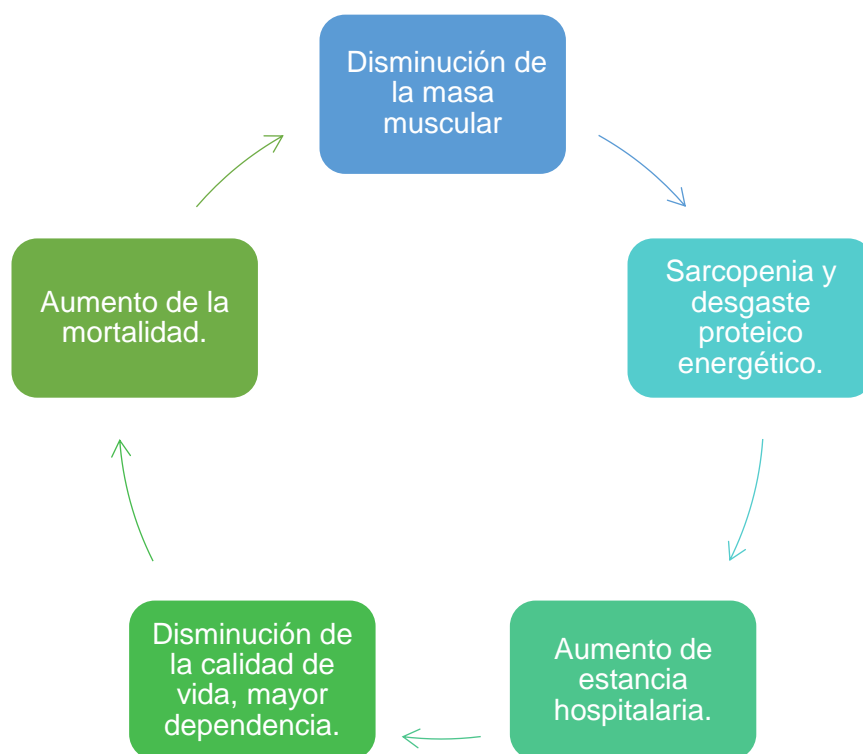 Disminución de
la masa
muscular
Sarcopenia y
desgaste
proteico
energético.
Aumento de
estancia
hospitalaria.
Disminución de
la calidad de
vida, mayor
dependencia.
Aumento de la
mortalidad.